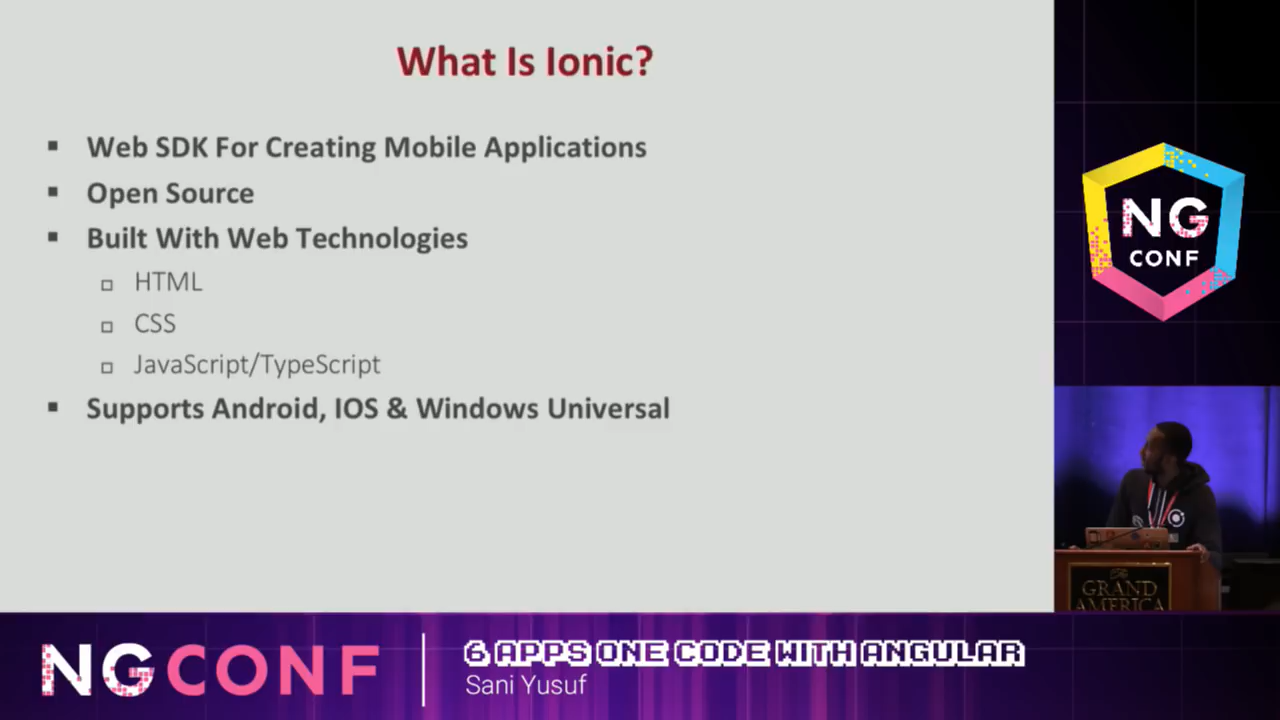 What Is Ionic?
Web SDK For Creating Mobile Applications
Open Source
Built With Web Technologies
HTML
CSS
JavaScript/TypeScript
Supports Android, IOS & Windows Universal
NG
CONF
GRAND
AMERICA
NGCONF
6 APPS ONE CODE WITH ANGULAR
Sani Yusuf